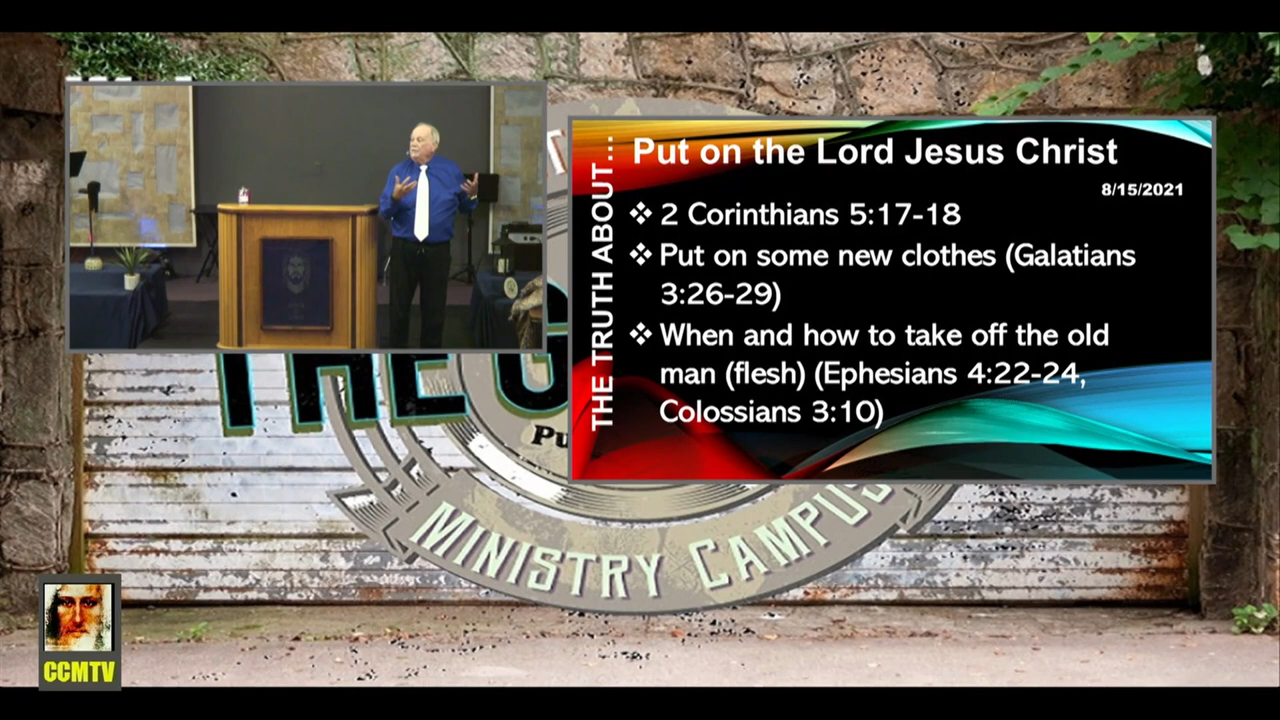 THE TRUTH ABOUT...
Put on the Lord Jesus Christ
8/15/2021
❖ 2 Corinthians 5:17-18
❖ Put on some new clothes (Galatians
3:26-29)
❖ When and how to take off the old
man (flesh) (Ephesians 4:22-24,
Colossians 3:10)
THE
MINISTRY CAMPUS
CCMTV